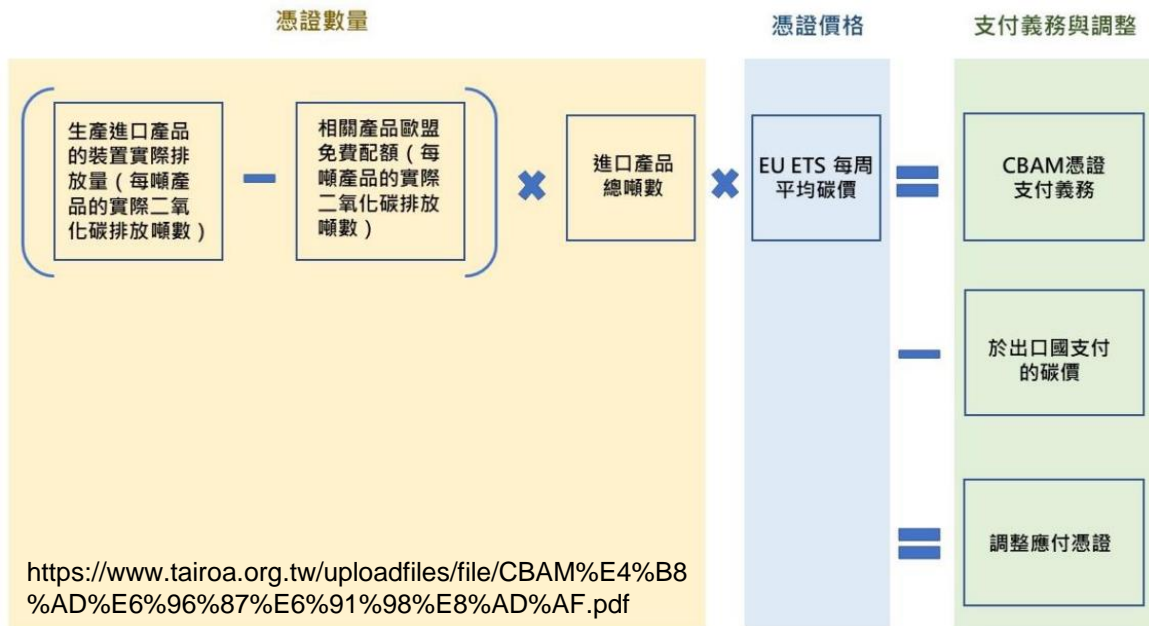 憑證數量
憑證價格
支付義務與調整
生產進口產品
的裝置實際排
放量（每噸產
品的實際二氧
化碳排放噸數）
相關產品歐盟
免費配額（每
噸產品的實際
二氧化碳排放
噸數）
進口產品
總噸數
EU ETS 每周
平均碳價
CBAM憑證
支付義務
於出口國支付
的碳價
調整應付憑證
https://www.tairoa.org.tw/uploadfiles/file/CBAM%E4%B8
%AD%E6%96%87%E6%91%98%E8%AD%AF.pdf